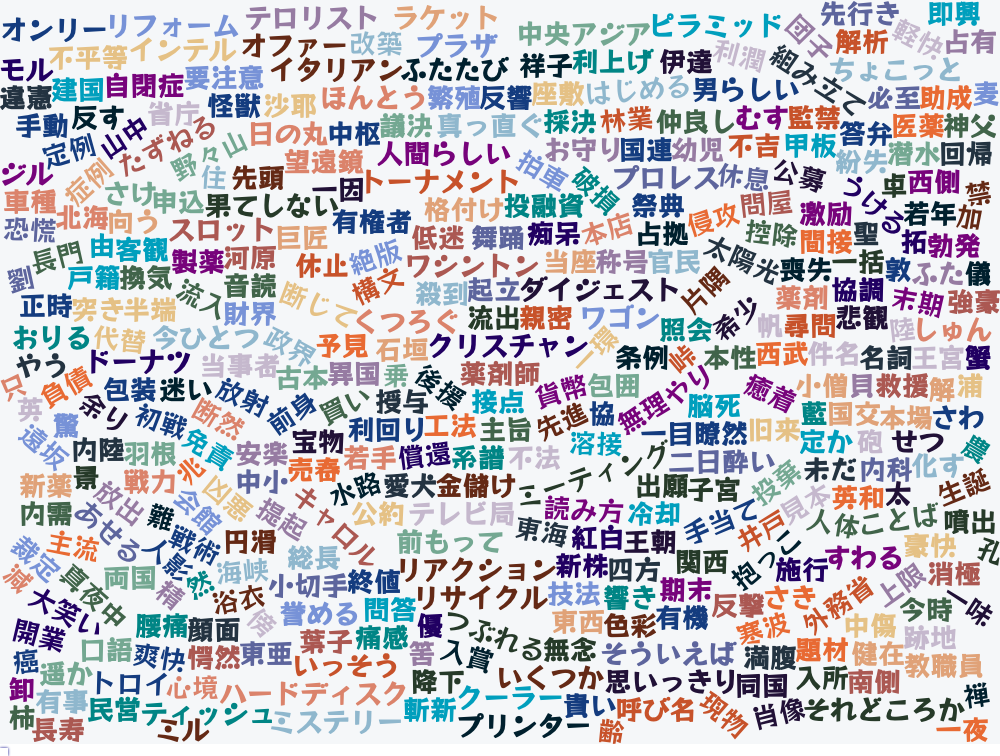 オンリー
リフォーム
テロリスト
ラケット
中央アジア
ピラミッド
団子
先行き
即興
不平等
インテル
オファー
改築
プラザ
利潤
解析
軽快
占有
モル
建国
自閉症
要注意
イタリアン
ふたたび
祥子
利上げ
伊達
組み立て
ちょこっと
違憲
反す
省庁
怪獣
沙耶
ほんとう
繁殖
反響
座敷
はじめる
男らしい
必至
助成
麦
手動
定例
山中
たずねる
日の丸
中枢
議決
真っ直ぐ
採決
林業
仲良し
むす
監禁
答弁
医薬
神父
ジル
症例
野々山
望遠鏡
人間らしい
お守り
国連
幼児
不吉
甲板
紛失
潜水
回帰
車種
さけ
申込
住
先頭
一因
トーナメント
拍車
破損
プロレス
休息
公募
うける
卓
西側
禁
恐慌
北海
向う
果てしない
有権者
格付け
投融資
祭典
侵攻
問屋
激励
若年
加
劉
長門
由
客観
スロット
巨匠
低迷
舞踊
痴呆
本店
占拠
控除
間接
聖
拓
勃発
戸籍
換気
製薬
河原
休止
絶版
ワシントン
当座
称号
官民
太陽光
喪失
一括
敦
ふた
儀
正時
突き
半端
流入
音読
財界
断じて
横文
殺到
起立
ダイジェスト
片隅
希少
薬剤
協調
末期
強豪
おりる
代替
今ひとつ
政界
くつろぐ
流出
親密
ワゴン
照会
帆
尋問
悲観
陸
しゅん
やう
ドーナツ
当事者
予見
石垣
クリスチャン
一環
条例
峠
本性
西武
件名
名詞
王宮
蟹
只
負債
包装
迷い
古本
異国
乗
後援
薬剤師
貨幣
包囲
無理やり
癒着
小僧
貝
救援
解
浦
英
驚
余り
初戦
断然
放射
前身
買い
授与
接点
先進
協
脳死
藍
国交
本場
さわ
遠坂
内陸
羽根
免責
安楽
宝物
利回り
工法
主旨
溶接
一目瞭然
旧来
定か
砲
せつ
農
新薬
景
戦力
北
中小
売春
若手
償還
系譜
不法
ミーティング
二日酔い
投棄
未だ
内科
化す
内需
放出
会館
凶悪
提起
キャロル
水路
愛犬
金儲け
出願
子宮
見本
英和
太
生誕
あせる
難
戦術
円滑
公約
テレビ局
読み方
冷却
手当て
井戸
人体
ことば
噴出
裁定
主流
人影
総長
前もって
東海
紅白
王朝
抱っこ
すわる
豪快
孔
減
真夜中
両国
精
然
海峡
小切手
終値
リアクション
新株
四方
関西
施行
上限
消極
大笑い
浴衣
誉める
問答
リサイクル
技法
響き
期末
反撃
さき
外務省
今時
一味
開業
腰痛
顔面
傍
葉子
痛感
優
つぶれる
東西
色彩
有機
寒波
中傷
跡地
癌
口語
爽快
愕然
東亜
いっそう
筈
入賞
無念
そういえば
満腹
題材
健在
教職員
卸
遥か
トロイ
心境
ハードディスク
降下
いくつか
思いっきり
同国
入所
南側
禅
柿
有事
民営
ティッシュ
ミステリー
斬新
クーラー
貴い
呼び名
現物
肖像
それどころか
長寿
ミル
プリンター
齢
一夜